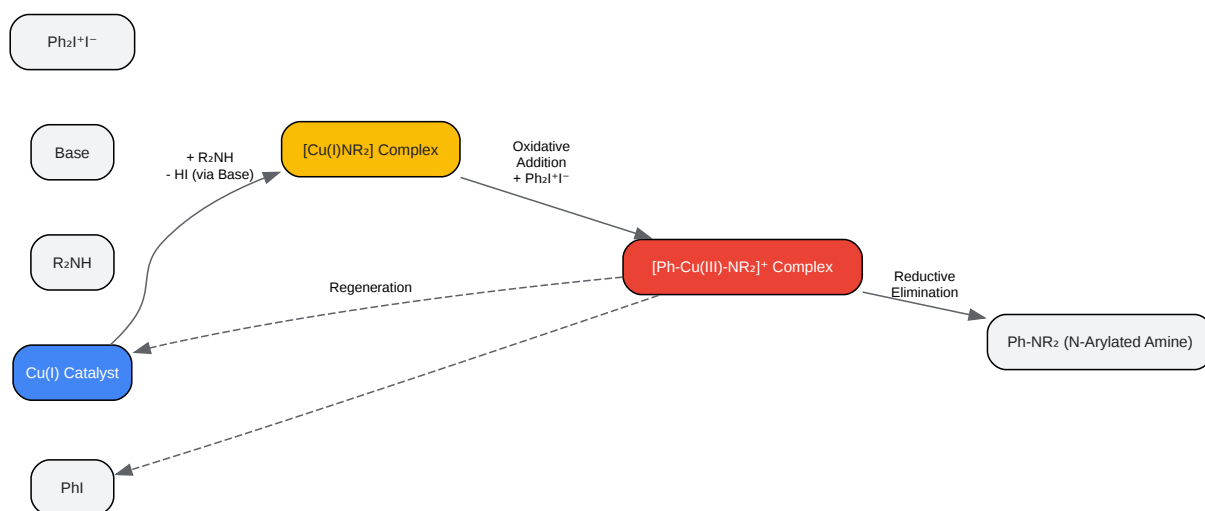 Ph₂I⁺I⁻
Base
R₂NH
Cu(I) Catalyst
PhI
+ R₂NH
- HI (via Base)
[Cu(I)NR₂] Complex
Oxidative
Addition
+ Ph₂I⁺I⁻
Regeneration
[Ph-Cu(III)-NR₂]⁺ Complex
Reductive
Elimination
Ph-NR₂ (N-Arylated Amine)